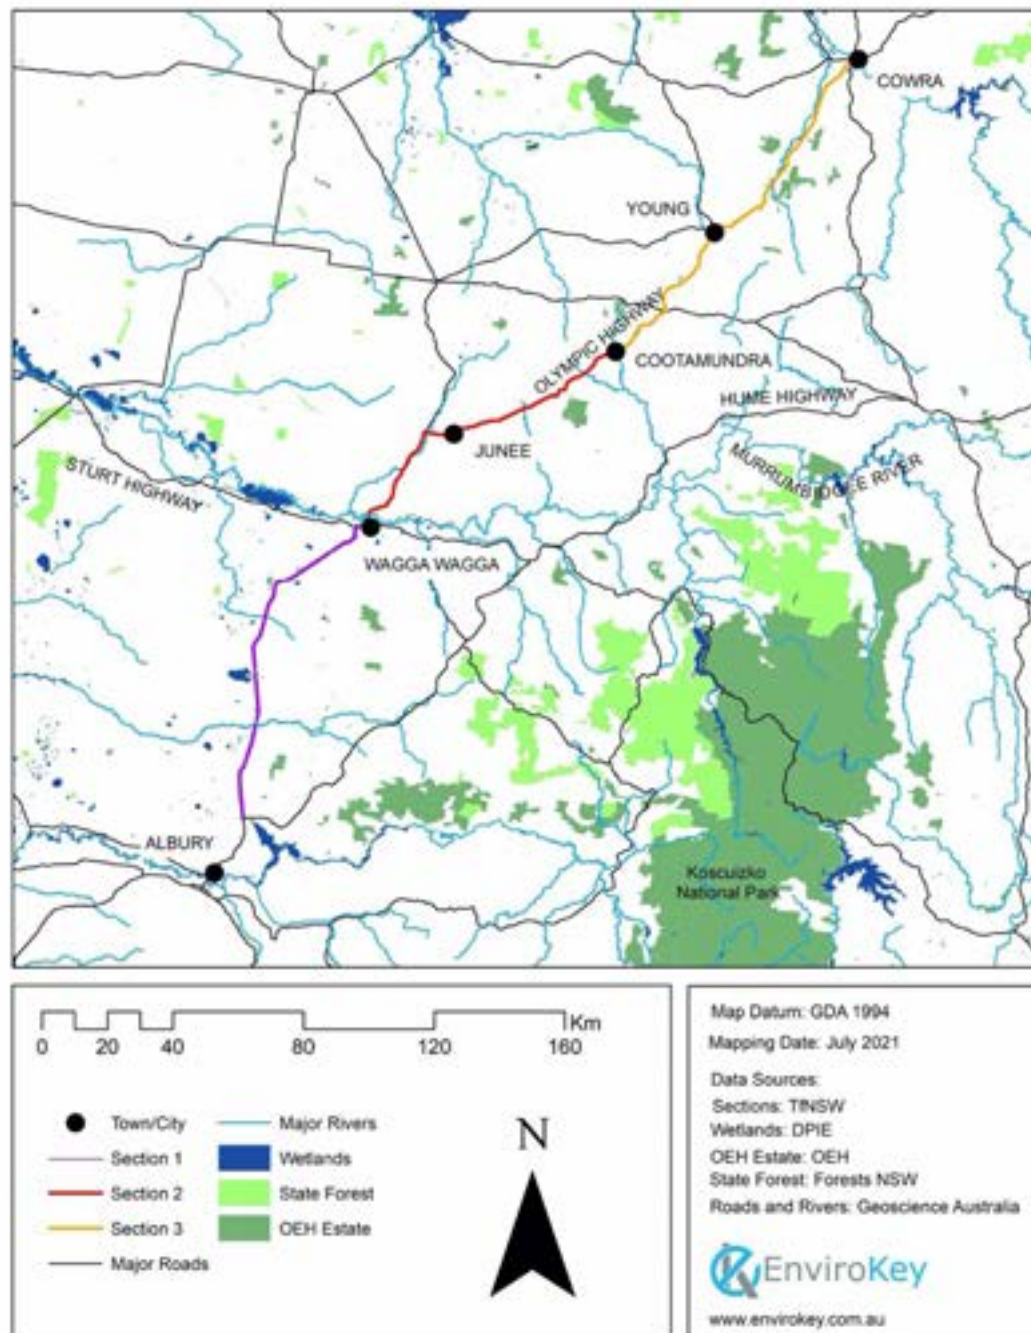 COWRA
YOUNG
OLYMPIC HIGHWAY
COOTAMUNDRA
HUME HIGHWAY
JUNEE
MURRUMBIDGEE RIVER
STURT HIGHWAY
WAGGA WAGGA
ALBURY
Koscuizko
National Park
Km
0 20 40 80 120 160
Town/City
Section 1
Section 2
Section 3
Major Roads
Major Rivers
Wetlands
State Forest
OEH Estate
N
Map Datum: GDA 1994
Mapping Date: July 2021
Data Sources:
Sections: TfNSW
Wetlands: DPIE
OEH Estate: OEH
State Forest: Forests NSW
Roads and Rivers: Geoscience Australia
EnviroKey
www.envirokey.com.au